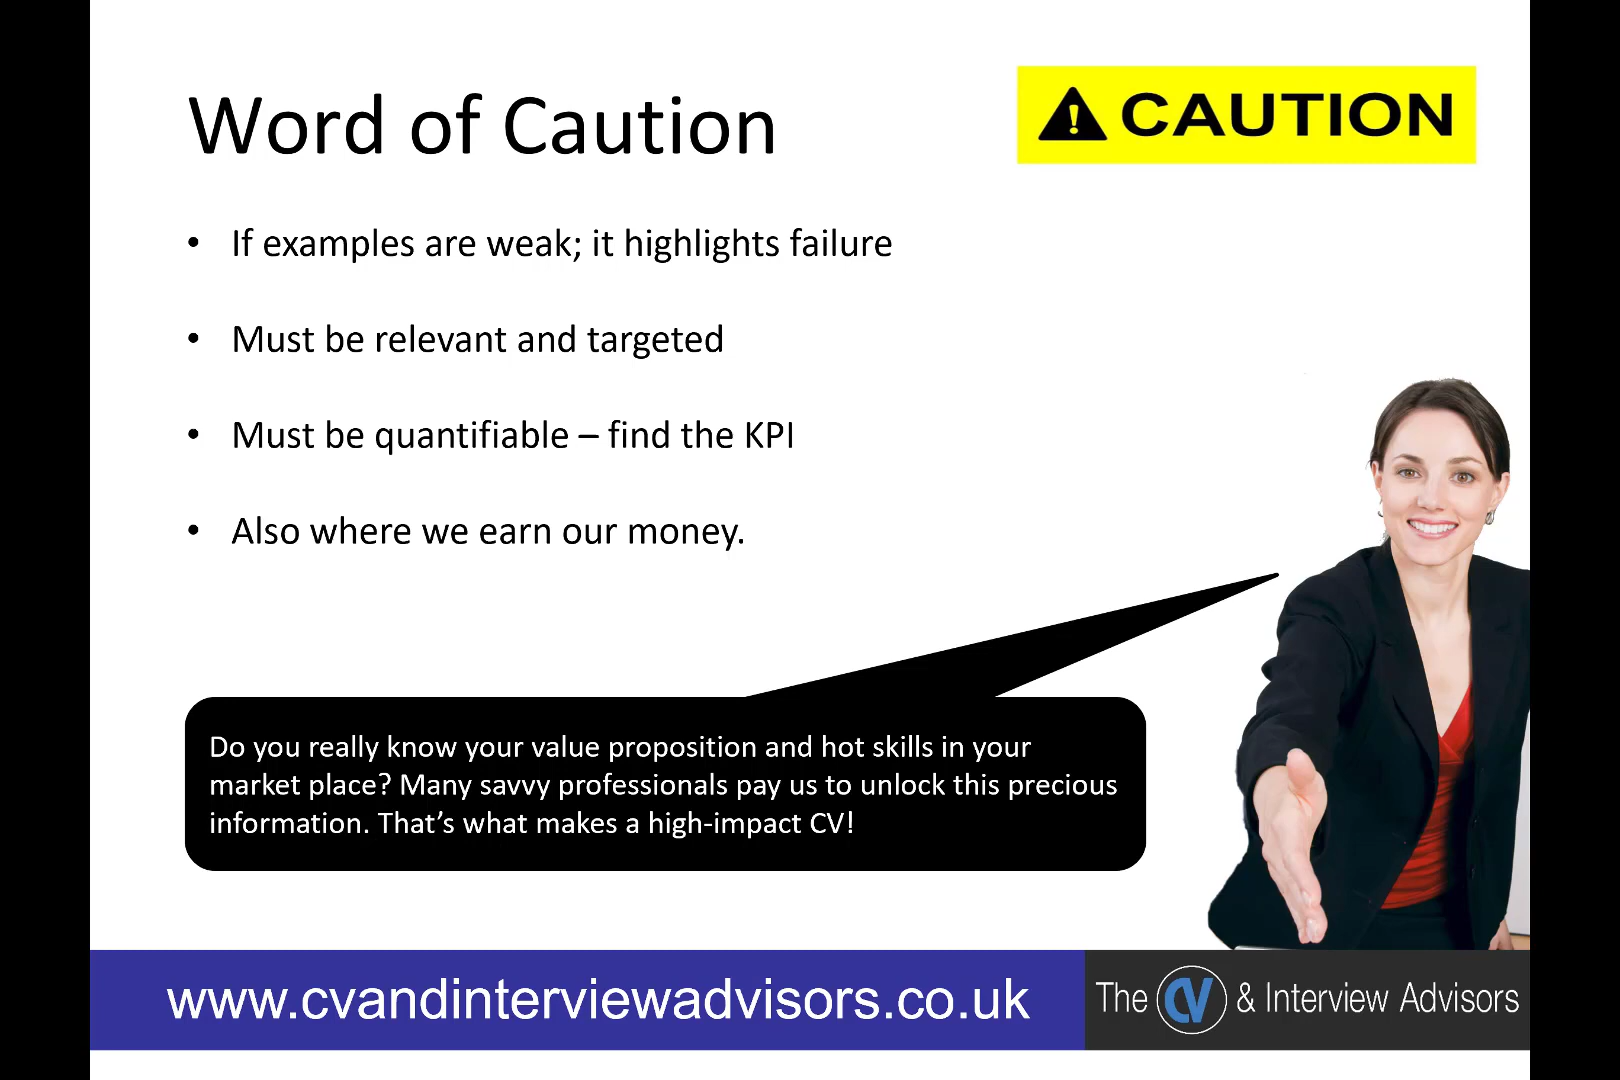 Word of Caution
CAUTION
• If examples are weak; it highlights failure
• Must be relevant and targeted
• Must be quantifiable – find the KPI
• Also where we earn our money.
Do you really know your value proposition and hot skills in your
market place? Many savvy professionals pay us to unlock this precious
information. That’s what makes a high-impact CV!
www.cvandinterviewadvisors.co.uk
The CV & Interview Advisors